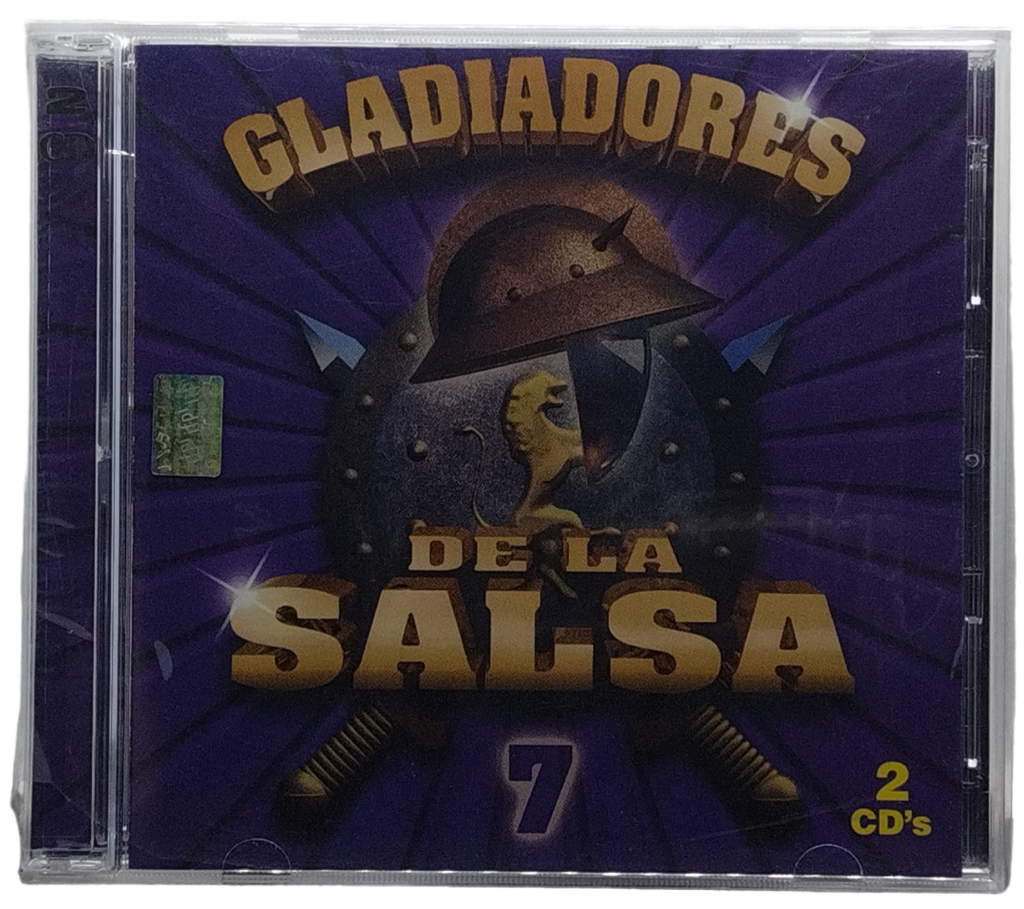 GLADIADORES
DE LA
SALSA
7
2
CD's